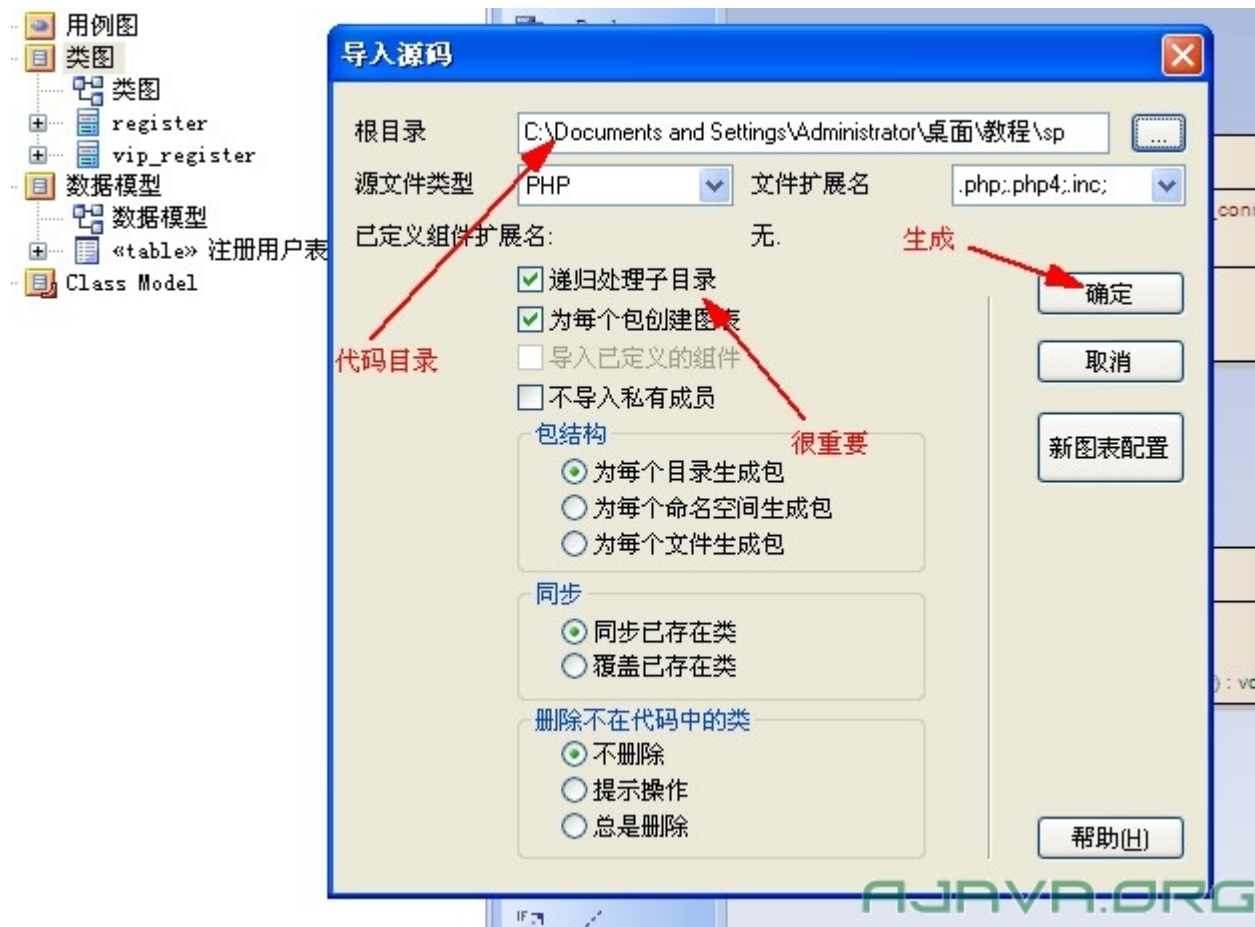 用例图
类图
类图
register
vip_register
数据模型
数据模型
«table» 注册用户表
Class Model
导入源码
根目录
C:\Documents and Settings\Administrator\桌面\教程\sp
...
源文件类型
PHP
文件扩展名
.php;.php4;.inc;
已定义组件扩展名:
无.
生成
递归处理子目录
确定
为每个包创建图表
代码目录
导入已定义的组件
取消
不导入私有成员
很重要
包结构
新图表配置
为每个目录生成包
为每个命名空间生成包
为每个文件生成包
同步
同步已存在类
覆盖已存在类
删除不在代码中的类
不删除
提示操作
总是删除
帮助(H)
AJAVA.ORG